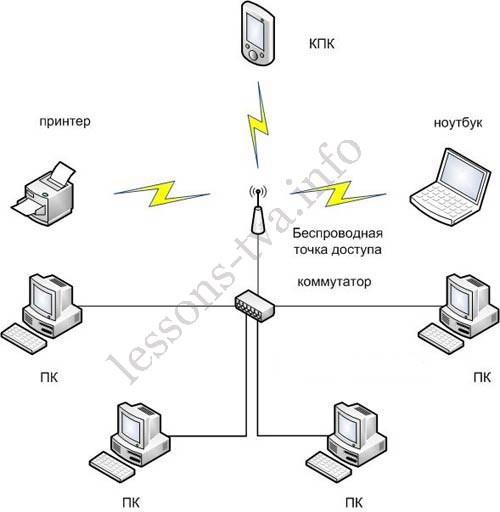 КПК
принтер
ноутбук
Беспроводная
точка доступа
коммутатор
ПК
ПК
ПК
ПК
lessons-tva.info